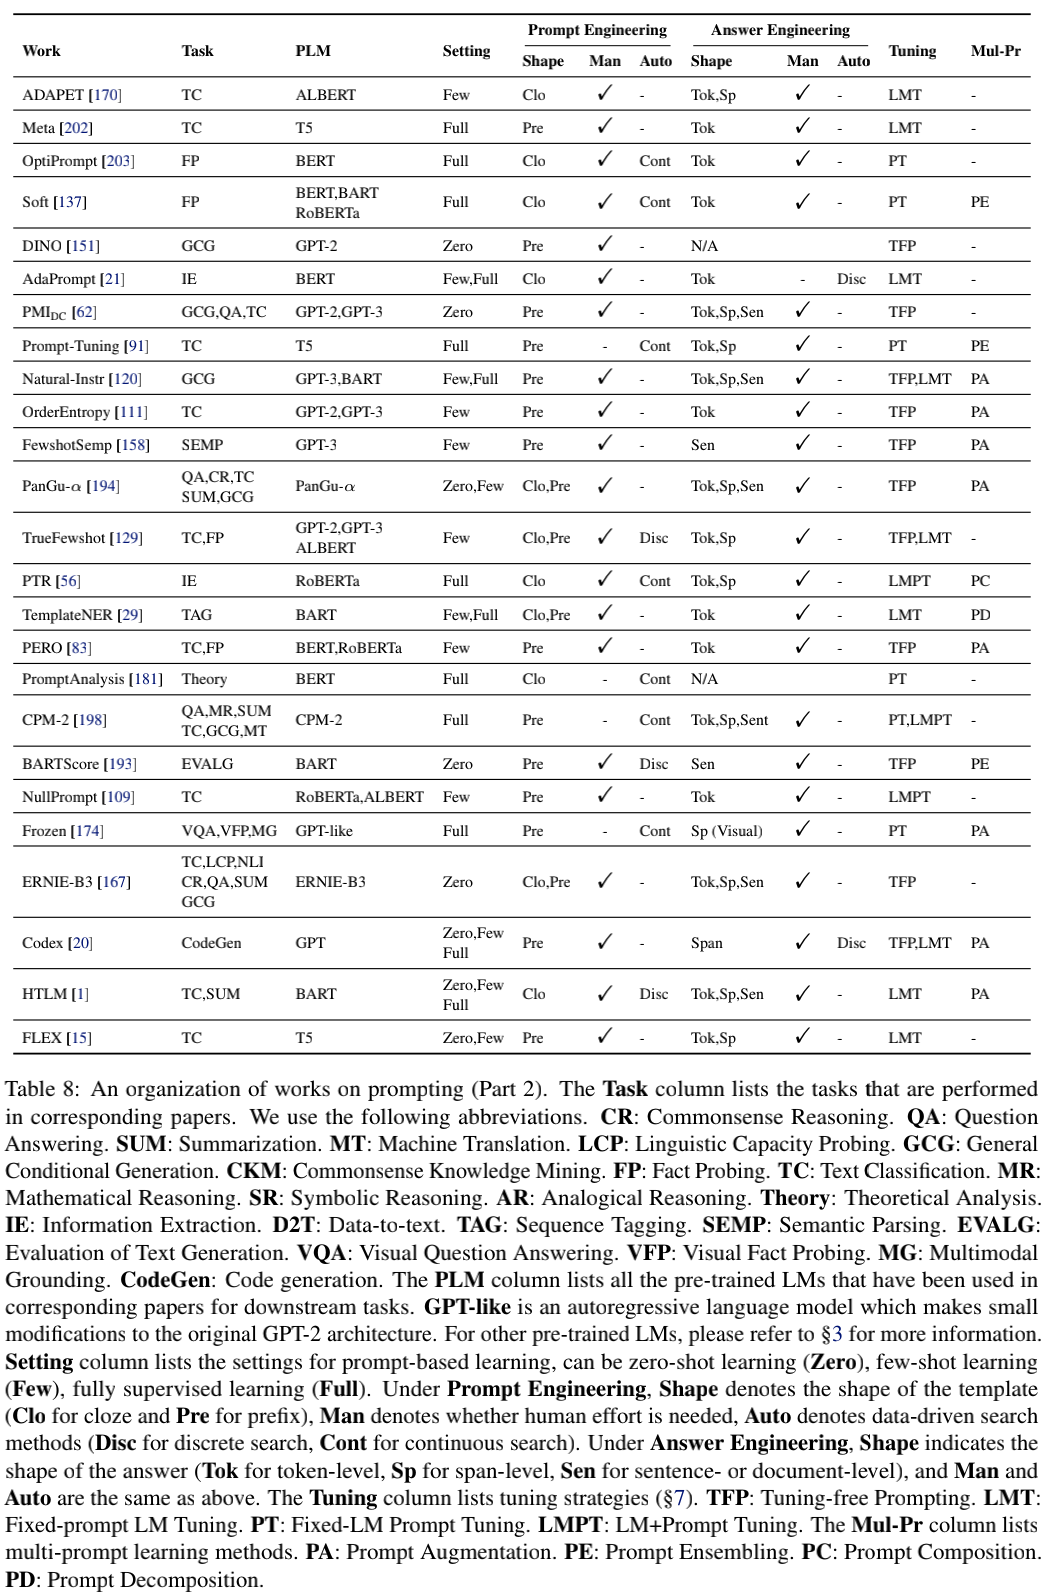 Prompt Engineering Answer Engineering
Work Task PLM Setting Shape Man Auto Shape Man Auto Tuning Mul-Pr
ADAPET [170] TC ALBERT Few Clo ✓ - Tok,Sp ✓ - LMT -
Meta [202] TC T5 Full Pre ✓ - Tok ✓ - LMT -
OptiPrompt [203] FP BERT Full Clo ✓ Cont Tok ✓ - PT -
Soft [137] FP BERT,BART RoBERTa Full Clo ✓ Cont Tok ✓ - PT PE
DINO [151] GCG GPT-2 Zero Pre ✓ - N/A TFP -
AdaPrompt [21] IE BERT Few,Full Clo ✓ - Tok - Disc LMT -
PMIDC [62] GCG,QA,TC GPT-2,GPT-3 Zero Pre ✓ - Tok,Sp,Sen ✓ - TFP -
Prompt-Tuning [91] TC T5 Full Pre - Cont Tok,Sp ✓ - PT PE
Natural-Instr [120] GCG GPT-3,BART Few,Full Pre ✓ - Tok,Sp,Sen ✓ - TFP,LMT PA
OrderEntropy [111] TC GPT-2,GPT-3 Few Pre ✓ - Tok ✓ - TFP PA
FewshotSemp [158] SEMP GPT-3 Few Pre ✓ - Sen ✓ - TFP PA
PanGu-α [194] QA,CR,TC SUM,GCG PanGu-α Zero,Few Clo,Pre ✓ - Tok,Sp,Sen ✓ - TFP PA
TrueFewshot [129] TC,FP GPT-2,GPT-3 ALBERT Few Clo,Pre ✓ Disc Tok,Sp ✓ - TFP,LMT -
PTR [56] IE RoBERTa Full Clo ✓ Cont Tok,Sp ✓ - LMPT PC
TemplateNER [29] TAG BART Few,Full Clo,Pre ✓ - Tok ✓ - LMT PD
PERO [83] TC,FP BERT,RoBERTa Few Pre ✓ - Tok ✓ - TFP PA
PromptAnalysis [181] Theory BERT Full Clo - Cont N/A PT -
CPM-2 [198] QA,MR,SUM TC,GCG,MT CPM-2 Full Pre - Cont Tok,Sp,Sent ✓ - PT,LMPT -
BARTScore [193] EVALG BART Zero Pre ✓ Disc Sen ✓ - TFP PE
NullPrompt [109] TC RoBERTa,ALBERT Few Pre ✓ - Tok ✓ - LMPT -
Frozen [174] VQA,VFP,MG GPT-like Full Pre - Cont Sp (Visual) ✓ - PT PA
ERNIE-B3 [167] TC,LCP,NLI CR,QA,SUM GCG ERNIE-B3 Zero Clo,Pre ✓ - Tok,Sp,Sen ✓ - TFP -
Codex [20] CodeGen GPT Zero,Few Full Pre ✓ - Span ✓ Disc TFP,LMT PA
HTLM [1] TC,SUM BART Zero,Few Full Clo ✓ Disc Tok,Sp,Sen ✓ - LMT PA
FLEX [15] TC T5 Zero,Few Pre ✓ - Tok,Sp ✓ - LMT -
Table 8: An organization of works on prompting (Part 2). The Task column lists the tasks that are performed
in corresponding papers. We use the following abbreviations. CR: Commonsense Reasoning. QA: Question
Answering. SUM: Summarization. MT: Machine Translation. LCP: Linguistic Capacity Probing. GCG: General
Conditional Generation. CKM: Commonsense Knowledge Mining. FP: Fact Probing. TC: Text Classification. MR:
Mathematical Reasoning. SR: Symbolic Reasoning. AR: Analogical Reasoning. Theory: Theoretical Analysis.
IE: Information Extraction. D2T: Data-to-text. TAG: Sequence Tagging. SEMP: Semantic Parsing. EVALG:
Evaluation of Text Generation. VQA: Visual Question Answering. VFP: Visual Fact Probing. MG: Multimodal
Grounding. CodeGen: Code generation. The PLM column lists all the pre-trained LMs that have been used in
corresponding papers for downstream tasks. GPT-like is an autoregressive language model which makes small
modifications to the original GPT-2 architecture. For other pre-trained LMs, please refer to §3 for more information.
Setting column lists the settings for prompt-based learning, can be zero-shot learning (Zero), few-shot learning
(Few), fully supervised learning (Full). Under Prompt Engineering, Shape denotes the shape of the template
(Clo for cloze and Pre for prefix), Man denotes whether human effort is needed, Auto denotes data-driven search
methods (Disc for discrete search, Cont for continuous search). Under Answer Engineering, Shape indicates the
shape of the answer (Tok for token-level, Sp for span-level, Sen for sentence- or document-level), and Man and
Auto are the same as above. The Tuning column lists tuning strategies (§7). TFP: Tuning-free Prompting. LMT:
Fixed-prompt LM Tuning. PT: Fixed-LM Prompt Tuning. LMPT: LM+Prompt Tuning. The Mul-Pr column lists
multi-prompt learning methods. PA: Prompt Augmentation. PE: Prompt Ensembling. PC: Prompt Composition.
PD: Prompt Decomposition.